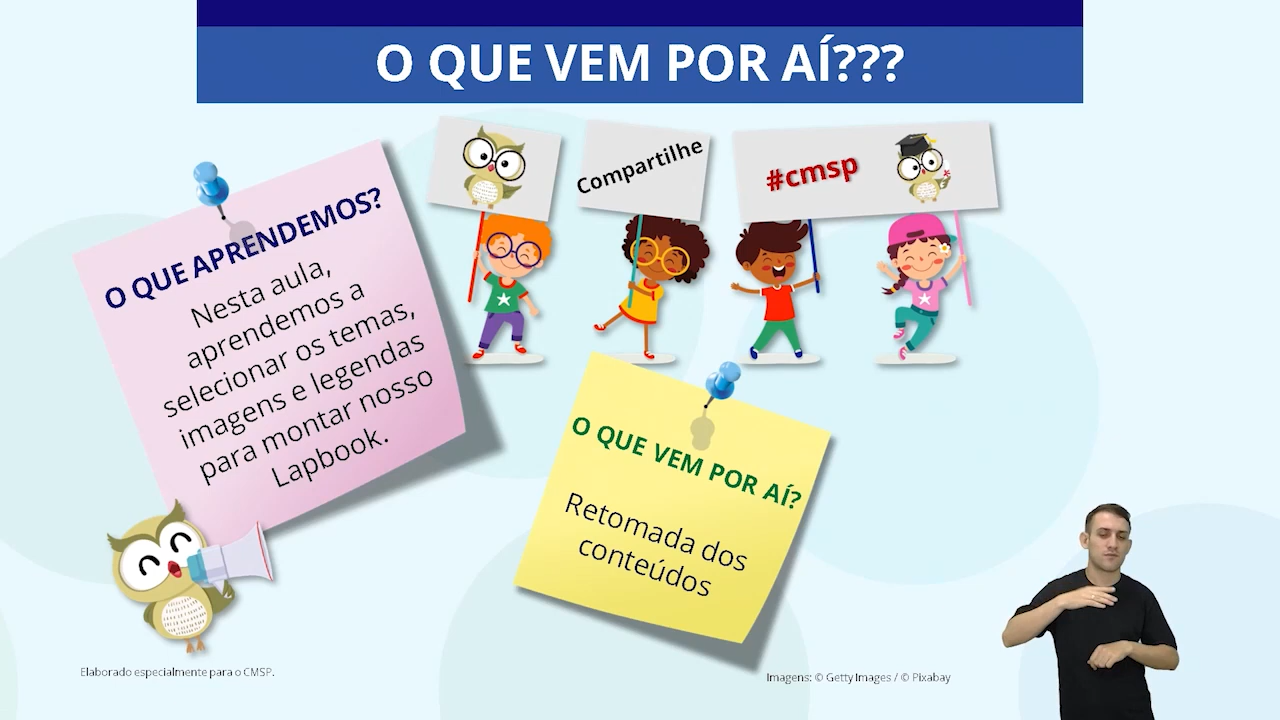 O QUE VEM POR AÍ???
Compartilhe
#cmsp
O QUE APRENDEMOS?
Nesta aula,
aprendemos a
selecionar os temas,
imagens e legendas
para montar nosso
Lapbook.
O QUE VEM POR AÍ?
Retomada dos
conteúdos
Elaborado especialmente para o CMSP.
Imagens: © Getty Images / © Pixabay